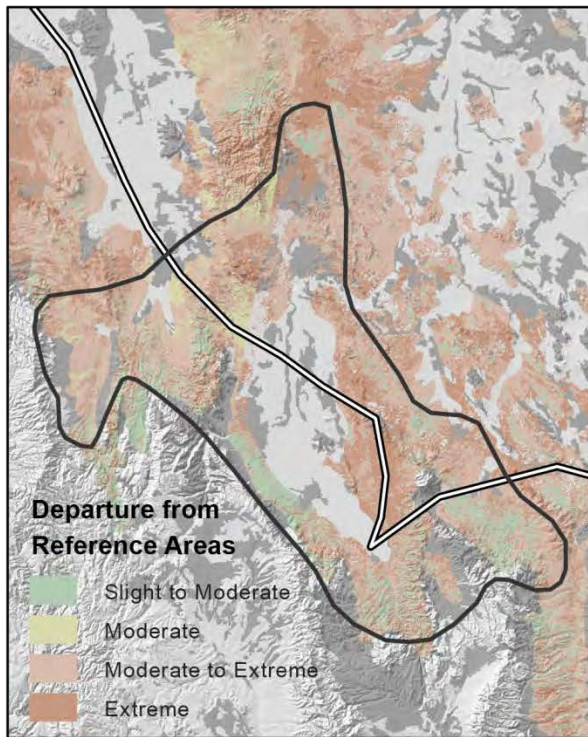 Departure from
Reference Areas
Slight to Moderate
Moderate
Moderate to Extreme
Extreme